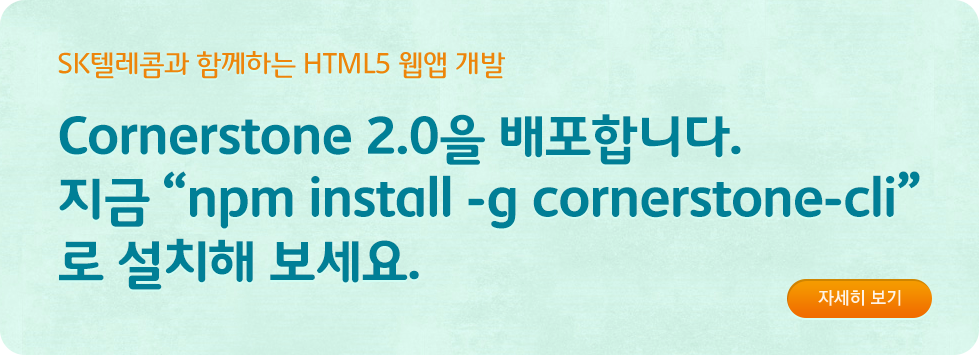 SK텔레콤과 함께하는 HTML5 웹앱 개발
Cornerstone 2.0을 배포합니다.
지금 “npm install -g cornerstone-cli”
로 설치해 보세요.
자세히 보기